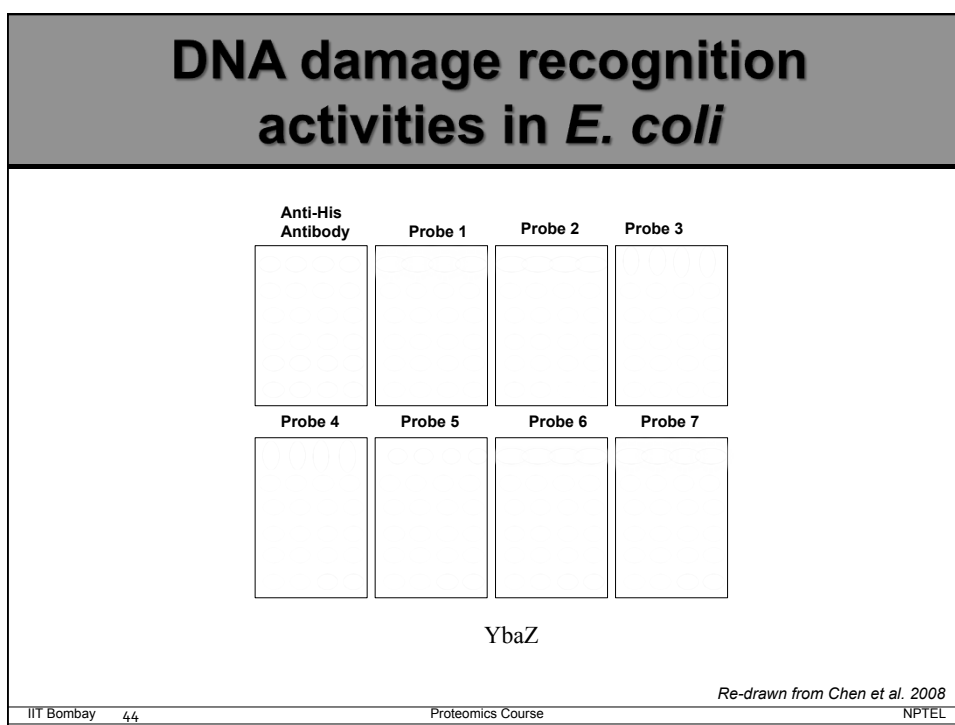 DNA damage recognition
activities in E. coli
Anti-His
Antibody
Probe 1
Probe 2
Probe 3
Probe 4
Probe 5
Probe 6
Probe 7
YbaZ
Re-drawn from Chen et al. 2008
IIT Bombay 44 Proteomics Course NPTEL